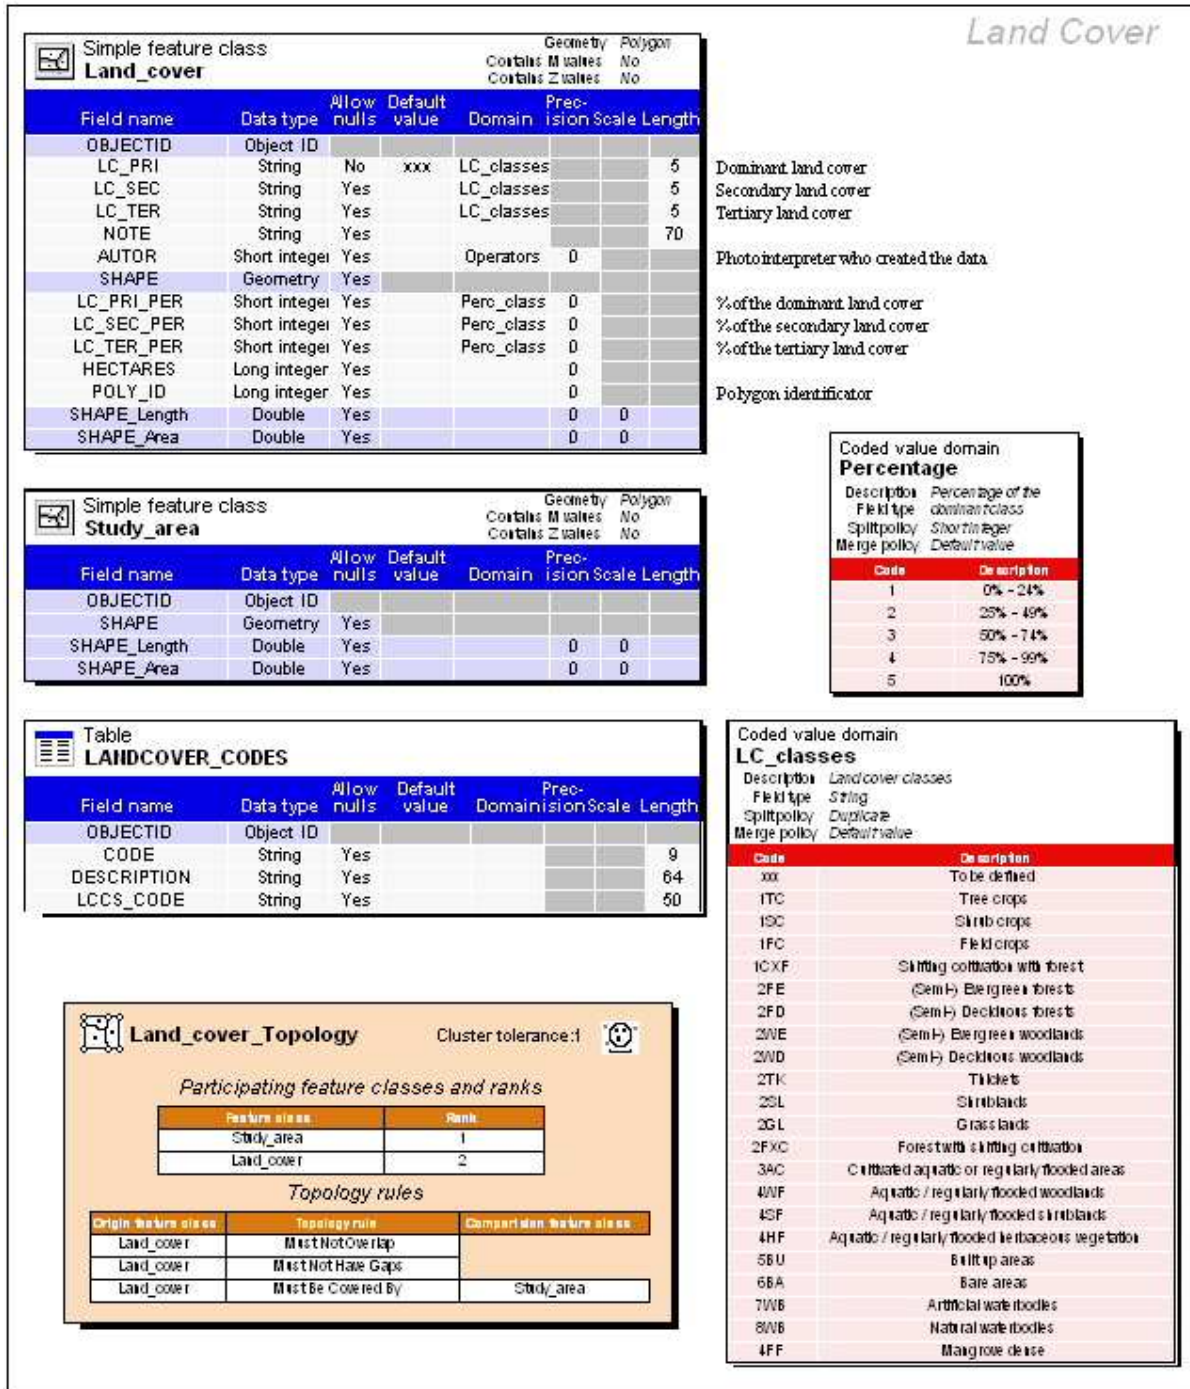 Land Cover
Simple feature class
Land_cover
Geometry Polygon
Contains M values No
Contains Z values No
Field name Data type Allow nulls Default value Domain Prec-ision Scale Length
OBJECTID Object ID
LC_PRI String No xxx LC_classes 5 Dominant land cover
LC_SEC String Yes LC_classes 5 Secondary land cover
LC_TER String Yes LC_classes 5 Tertiary land cover
NOTE String Yes 70
AUTOR Short integer Yes Operators 0 Photointerpreter who created the data
SHAPE Geometry Yes
LC_PRI_PER Short integer Yes Perc_class 0 % of the dominant land cover
LC_SEC_PER Short integer Yes Perc_class 0 % of the secondary land cover
LC_TER_PER Short integer Yes Perc_class 0 % of the tertiary land cover
HECTARES Long integer Yes 0
POLY_ID Long integer Yes 0 Polygon identificator
SHAPE_Length Double Yes 0 0
SHAPE_Area Double Yes 0 0
Simple feature class
Study_area
Geometry Polygon
Contains M values No
Contains Z values No
Field name Data type Allow nulls Default value Domain Prec-ision Scale Length
OBJECTID Object ID
SHAPE Geometry Yes
SHAPE_Length Double Yes 0 0
SHAPE_Area Double Yes 0 0
Coded value domain
Percentage
Description Percentage of the
Field type dominant class
Split policy Short integer
Merge policy Default value
Code Description
1 0% - 24%
2 25% - 49%
3 50% - 74%
4 75% - 99%
5 100%
Table
LANDCOVER_CODES
Field name Data type Allow nulls Default value Domain Prec-ision Scale Length
OBJECTID Object ID
CODE String Yes 9
DESCRIPTION String Yes 64
LCCS_CODE String Yes 50
Coded value domain
LC_classes
Description Land cover classes
Field type String
Split policy Duplicate
Merge policy Default value
Code Description
xxx To be defined
1TC Tree crops
1SC Shrub crops
1FC Field crops
1CXF Shifting coltivation with forest
2FE (Semi-) Evergreen forests
2FD (Semi-) Deciduous forests
2WE (Semi-) Evergreen woodlands
2WD (Semi-) Deciduous woodlands
2TK Thickets
2SL Shrublands
2GL Grasslands
2FXC Forest with shifting cultivation
3AC Cultivated aquatic or regularly flooded areas
4WF Aquatic / regularly flooded woodlands
4SF Aquatic / regularly flooded shrublands
4HF Aquatic / regularly flooded herbaceous vegetation
5BU Built up areas
6BA Bare areas
7WB Artificial waterbodies
8WB Natural waterbodies
4FF Mangrove dense
Land_cover_Topology
Cluster tolerance:1
Participating feature classes and ranks
Feature class Rank
Study_area 1
Land_cover 2
Topology rules
Origin feature class Topology rule Comparision feature class
Land_cover Must Not Overlap
Land_cover Must Not Have Gaps
Land_cover Must Be Covered By Study_area